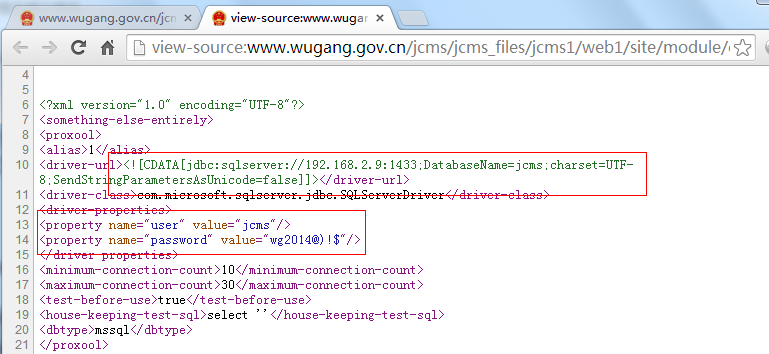 www.wugang.gov.cn/jcm
view-source:www.wugang.g
view-source:www.wugang.gov.cn/jcms/jcms_files/jcms1/web1/site/module/
4
5
6 <?xml version="1.0" encoding="UTF-8"?>
7 <something-else-entirely>
8 <proxool>
9 <alias>1</alias>
10 <driver-url><![CDATA[jdbc:sqlserver://192.168.2.9:1433;DatabaseName=jcms;charset=UTF-
8;SendStringParametersAsUnicode=false]]></driver-url>
11 <driver-class>com.microsoft.sqlserver.jdbc.SQLServerDriver</driver-class>
12 <driver-properties>
13 <property name="user" value="jcms"/>
14 <property name="password" value="wg2014@)!$"/>
15 </driver-properties>
16 <minimum-connection-count>10</minimum-connection-count>
17 <maximum-connection-count>30</maximum-connection-count>
18 <test-before-use>true</test-before-use>
19 <house-keeping-test-sql>select ''</house-keeping-test-sql>
20 <dbtype>mssql</dbtype>
21 </proxool>